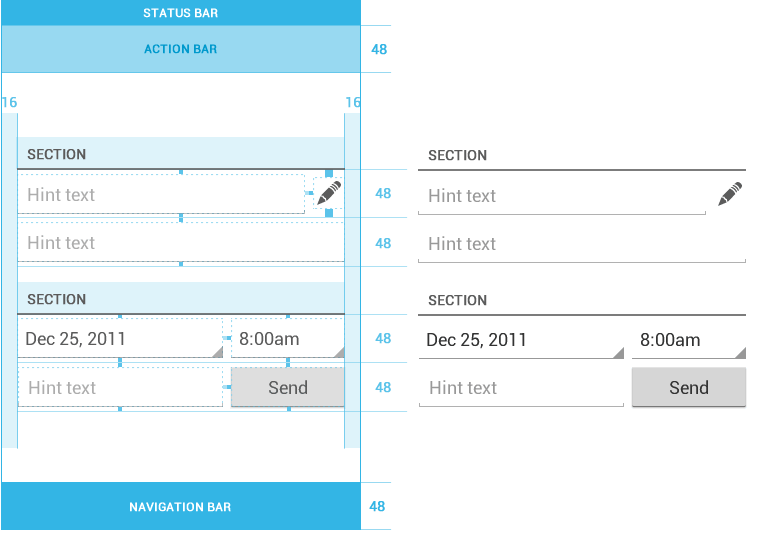 STATUS BAR
ACTION BAR 48
16 16
SECTION SECTION
Hint text 48 Hint text
Hint text 48 Hint text
SECTION SECTION
Dec 25, 2011 8:00am 48 Dec 25, 2011 8:00am
Hint text Send 48 Hint text Send
NAVIGATION BAR 48